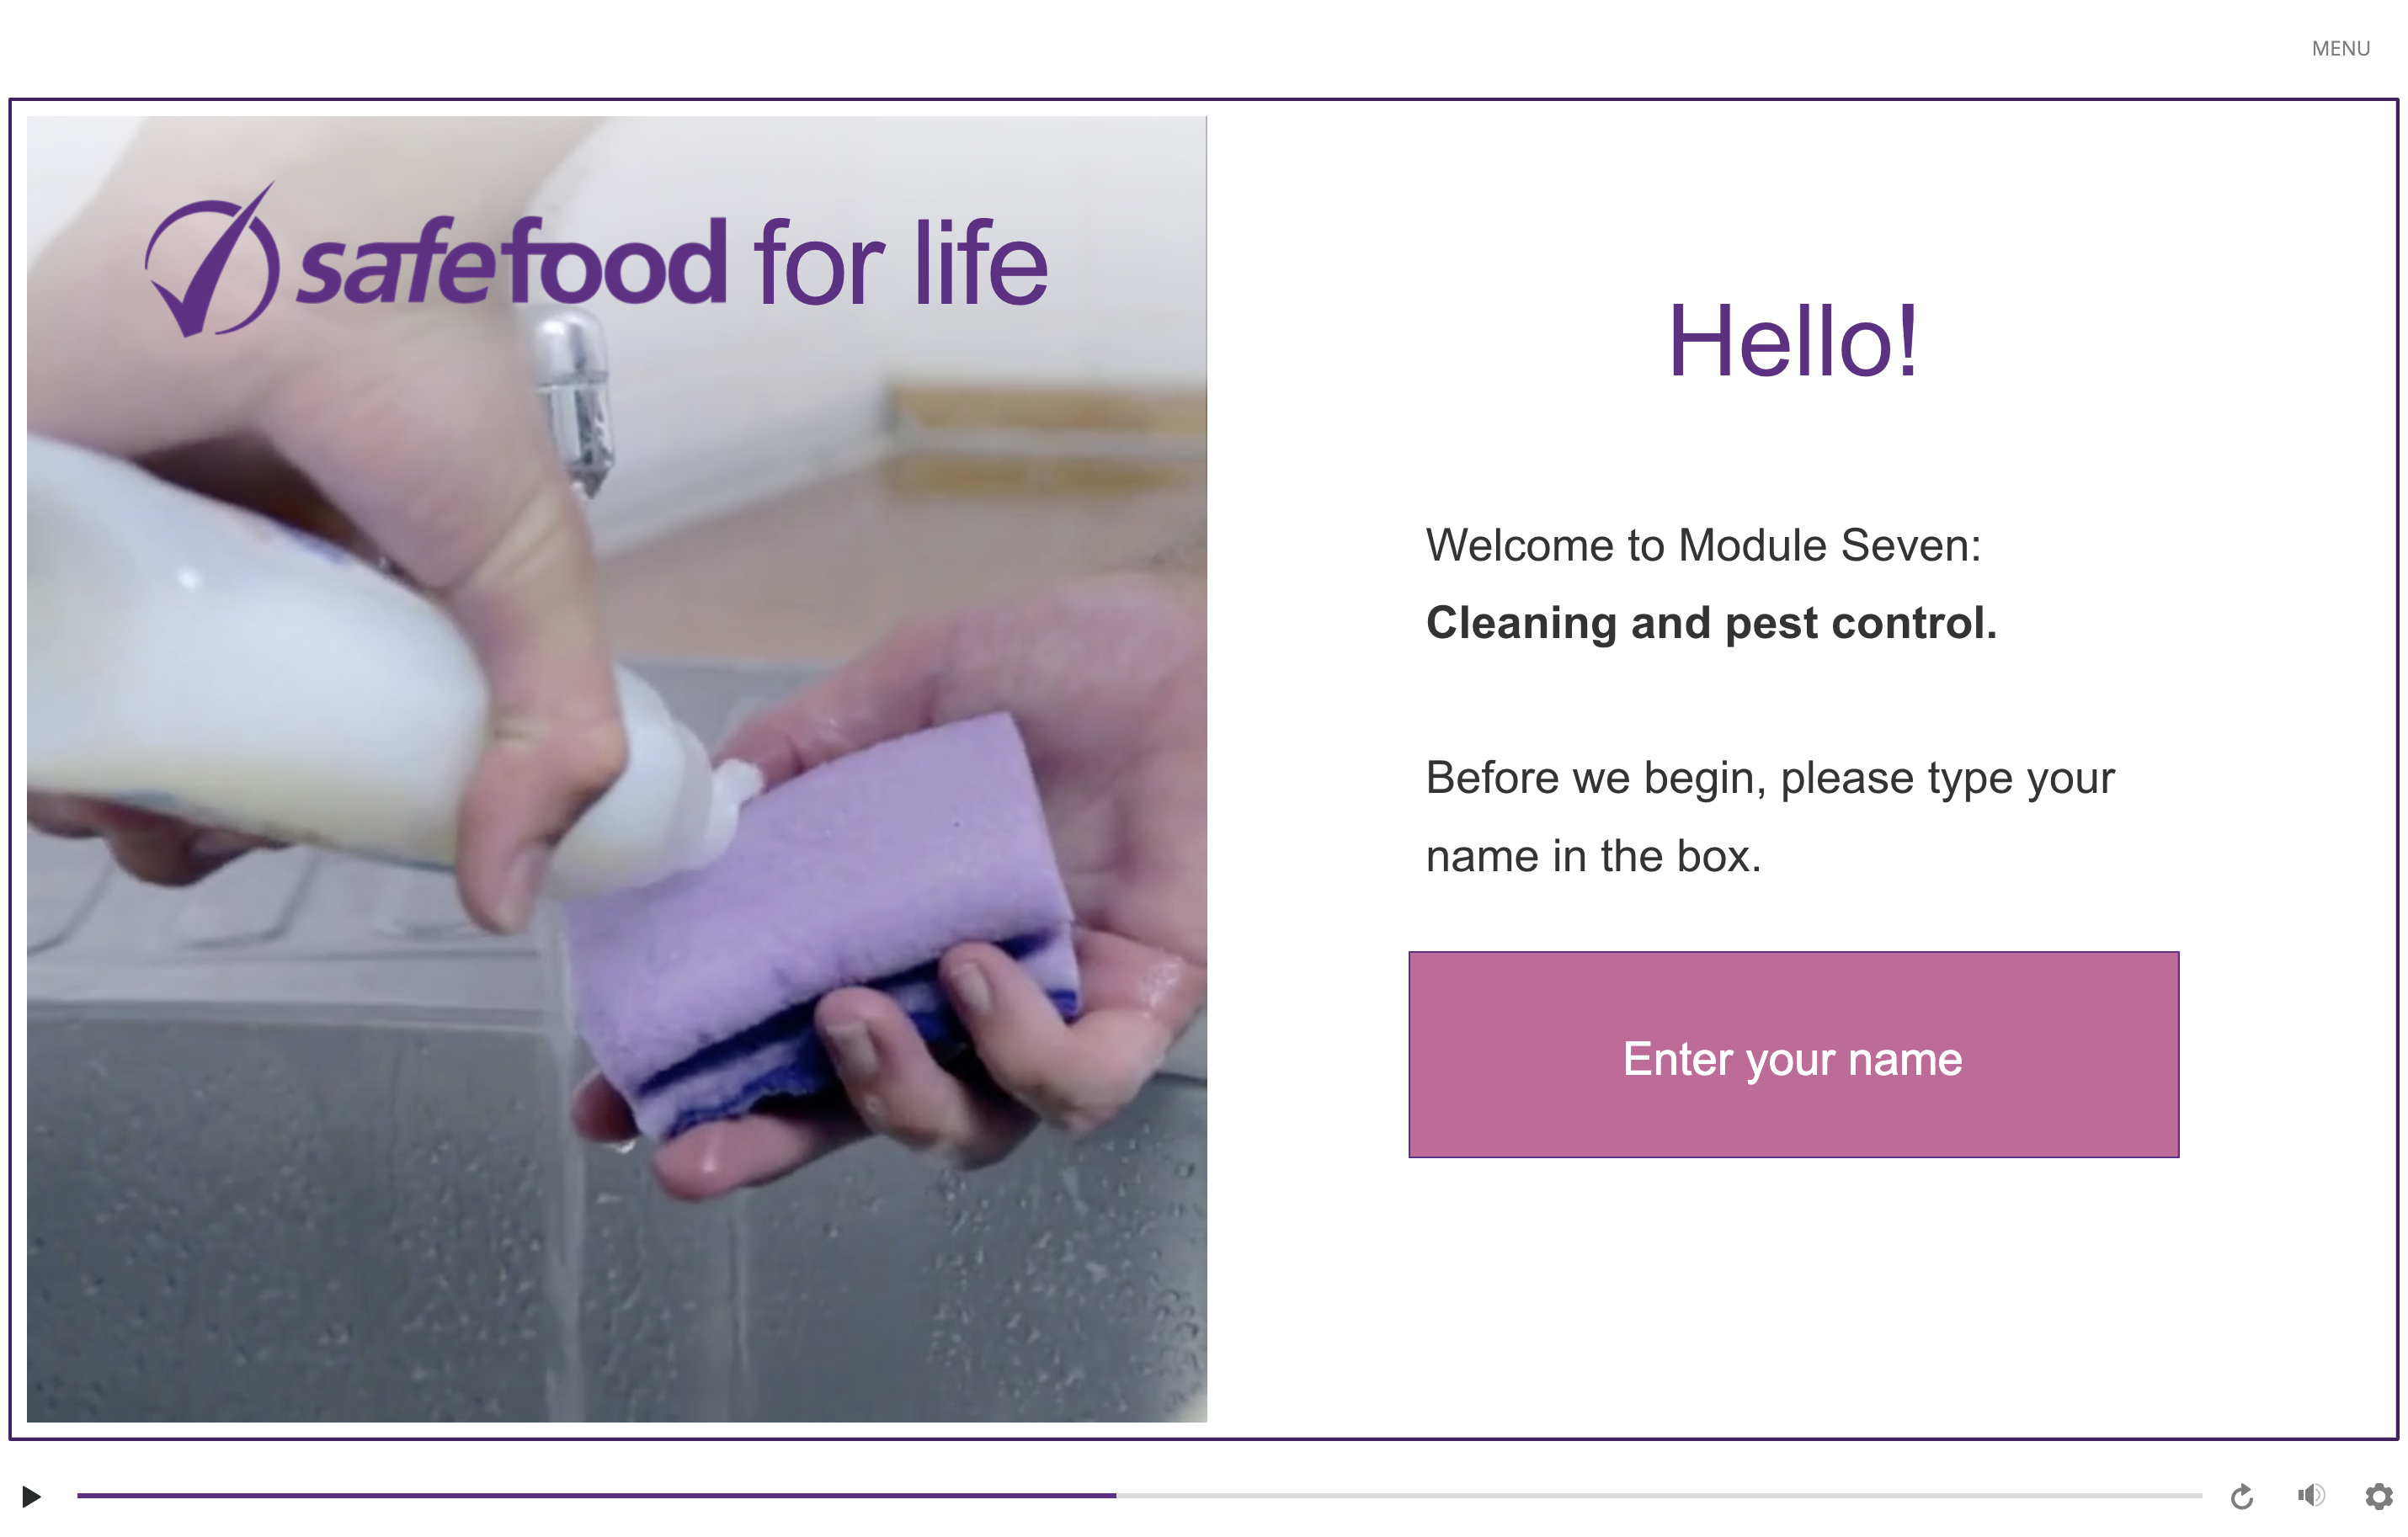 MENU
safefood for life
Hello!
Welcome to Module Seven:
Cleaning and pest control.
Before we begin, please type your
name in the box.
Enter your name